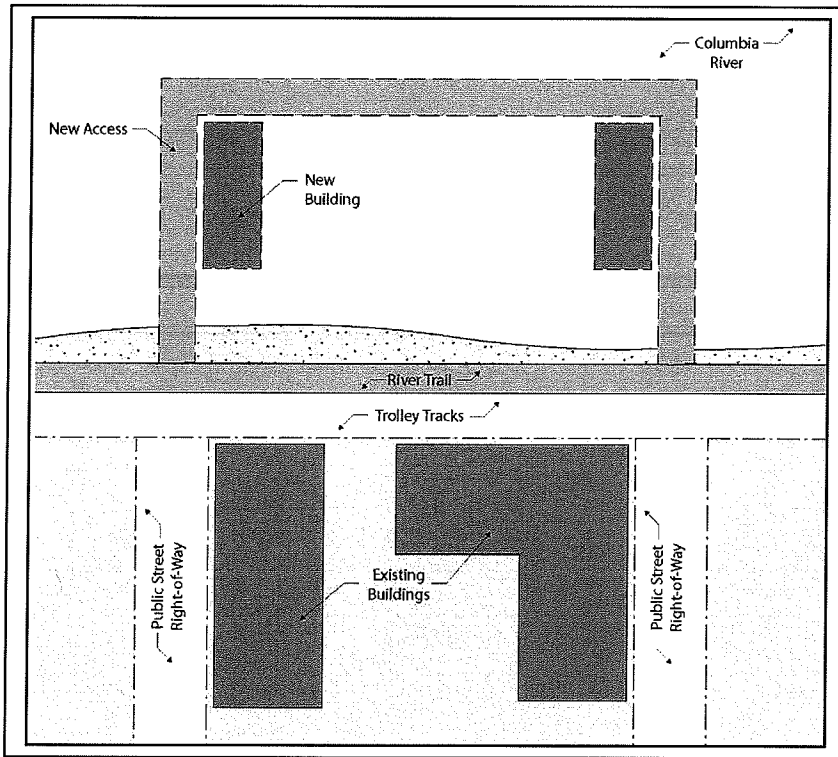 Columbia
River
New Access
New
Building
River Trail
Trolley Tracks
Public Street
Right-of-Way
Existing
Buildings
Public Street
Right-of-Way